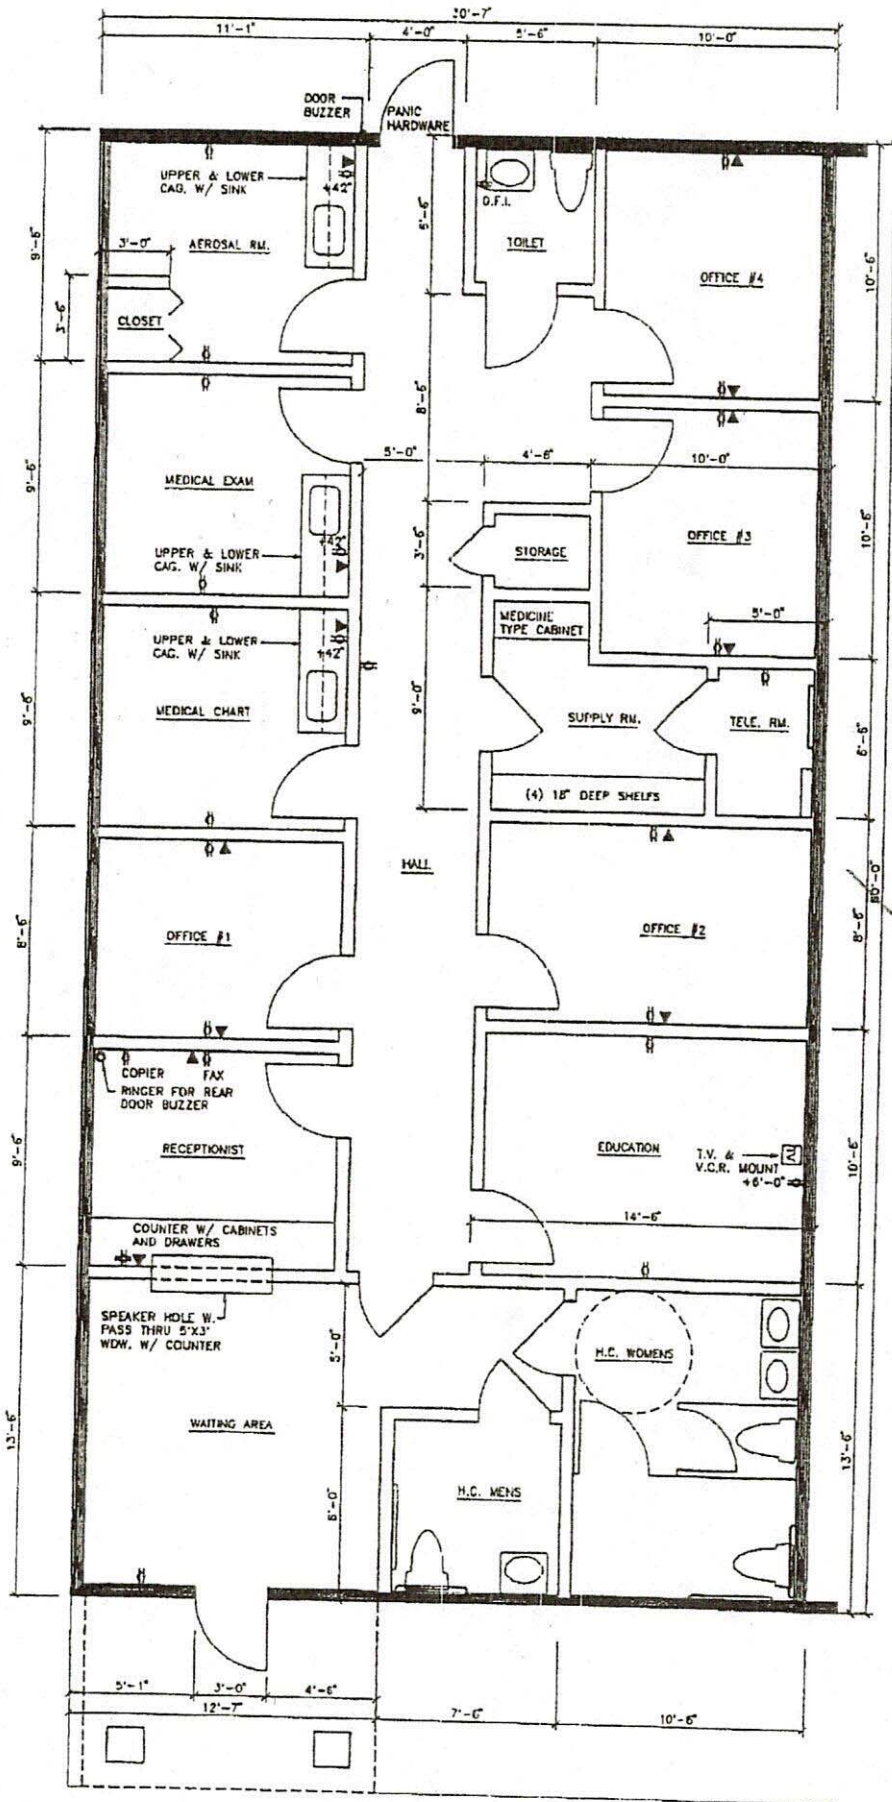 30'-7"
11'-1" 4'-0" 5'-6" 10'-0"
DOOR
BUZZER
PANIC
HARDWARE
UPPER & LOWER
CAG. W/ SINK
+42"
G.F.I.
9'-6"
3'-0"
AEROSAL RM.
5'-6"
TOILET
OFFICE #4
10'-6"
3'-6"
CLOSET
8'-6"
9'-6"
MEDICAL EXAM
5'-0" 4'-6" 10'-0"
UPPER & LOWER
CAG. W/ SINK
+42"
3'-6"
STORAGE
OFFICE #3
10'-6"
MEDICINE
TYPE CABINET
5'-0"
UPPER & LOWER
CAG. W/ SINK
+42"
9'-6"
MEDICAL CHART
9'-0"
SUPPLY RM.
TELE. RM.
6'-6"
(4) 18" DEEP SHELFS
HALL
60'-0"
8'-6"
OFFICE #1
OFFICE #2
8'-6"
COPIER FAX
RINGER FOR REAR
DOOR BUZZER
9'-6"
RECEPTIONIST
EDUCATION
T.V. &
V.C.R. MOUNT
+6'-0"
TV
10'-6"
14'-6"
COUNTER W/ CABINETS
AND DRAWERS
SPEAKER HOLE W.
PASS THRU 5'X3'
WDW. W/ COUNTER
5'-0"
H.C. WOMENS
13'-6"
WAITING AREA
8'-0"
H.C. MENS
13'-6"
5'-1" 3'-0" 4'-6"
12'-7" 7'-6" 10'-6"